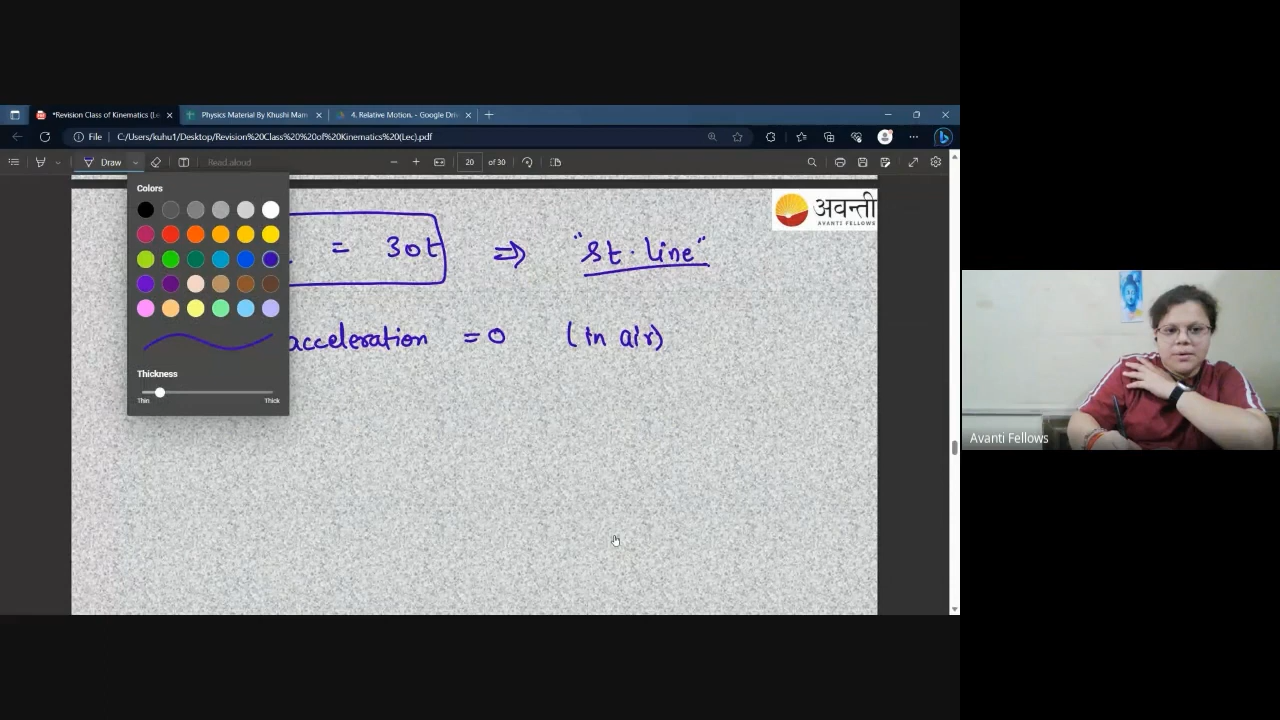 *Revision Class of Kinematics (Le
Physics Material By Khushi Mam
4. Relative Motion. - Google Dri
File
C:/Users/kuhu1/Desktop/Revision%20Class%20%20of%20Kinematics%20(Lec).pdf
Draw
Read aloud
20 of 30
Colors
Thickness
Thin
Thick
अवन्ती
AVANTI FELLOWS
= 30t ⇒ "St. line"
acceleration = 0 (in air)
Avanti Fellows